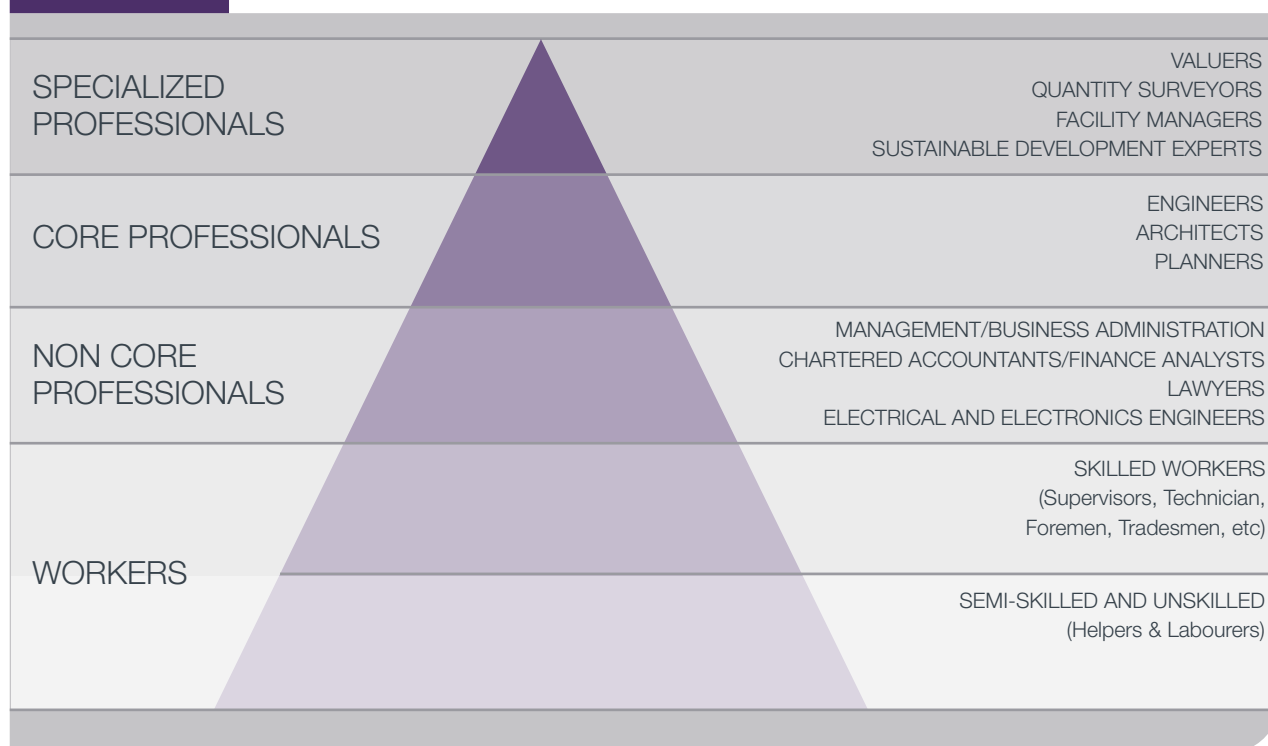 SPECIALIZED
PROFESSIONALS
VALUERS
QUANTITY SURVEYORS
FACILITY MANAGERS
SUSTAINABLE DEVELOPMENT EXPERTS
CORE PROFESSIONALS
ENGINEERS
ARCHITECTS
PLANNERS
NON CORE
PROFESSIONALS
MANAGEMENT/BUSINESS ADMINISTRATION
CHARTERED ACCOUNTANTS/FINANCE ANALYSTS
LAWYERS
ELECTRICAL AND ELECTRONICS ENGINEERS
WORKERS
SKILLED WORKERS
(Supervisors, Technician,
Foremen, Tradesmen, etc)
SEMI-SKILLED AND UNSKILLED
(Helpers & Labourers)